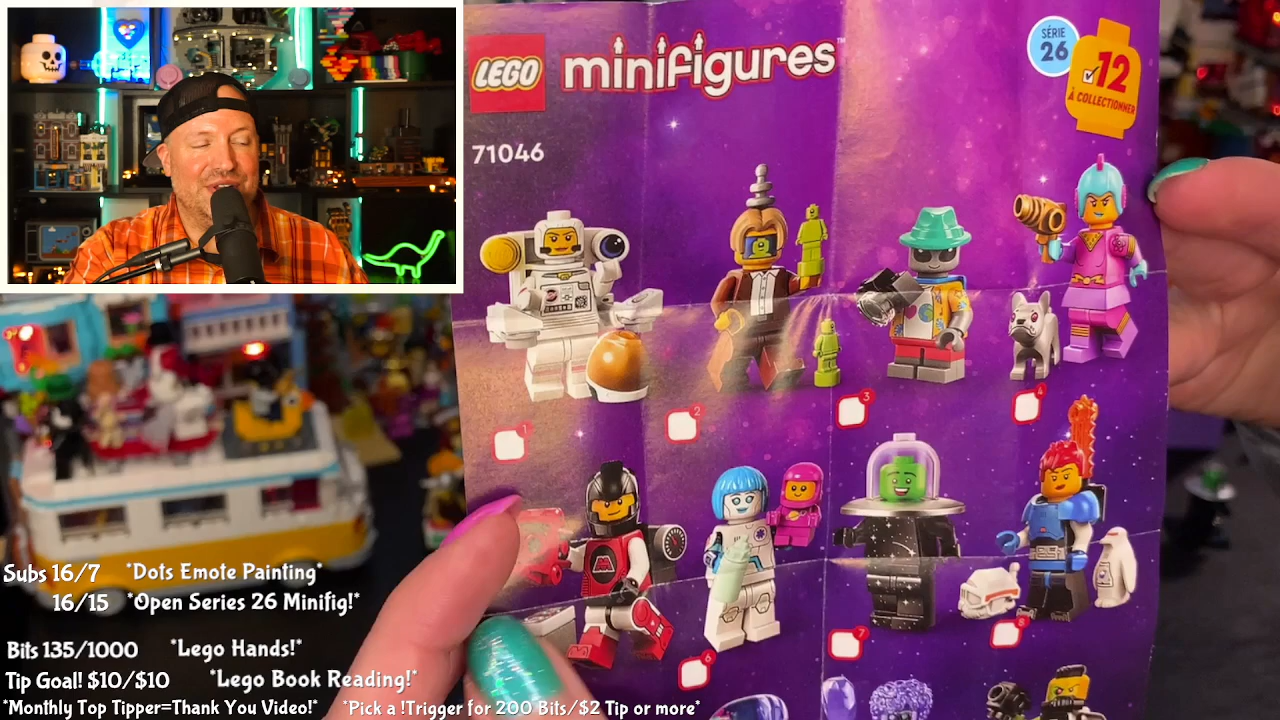 LEGO minifigures™
SÉRIE
26
12
À COLLECTIONNER
71046
1
2
3
4
6
7
8
M
Subs 16/7 *Dots Emote Painting*
16/15 *Open Series 26 Minifig!*
Bits 135/1000 *Lego Hands!*
Tip Goal! $10/$10 *Lego Book Reading!*
*Monthly Top Tipper=Thank You Video!* *Pick a !Trigger for 200 Bits/$2 Tip or more*